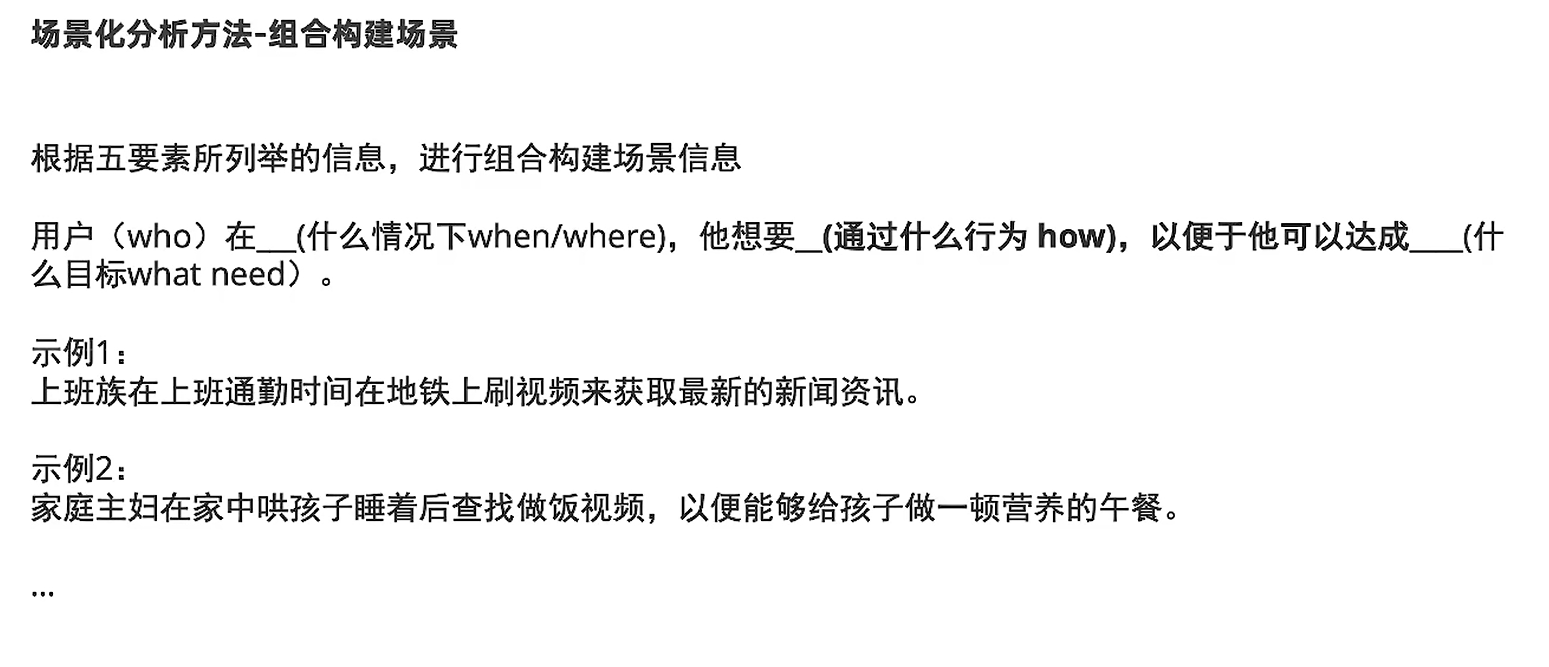 场景化分析方法-组合构建场景
根据五要素所列举的信息，进行组合构建场景信息
用户（who）在___(什么情况下when/where)，他想要__(通过什么行为 how)，以便于他可以达成____(什
么目标what need）。
示例1：
上班族在上班通勤时间在地铁上刷视频来获取最新的新闻资讯。
示例2：
家庭主妇在家中哄孩子睡着后查找做饭视频，以便能够给孩子做一顿营养的午餐。
...